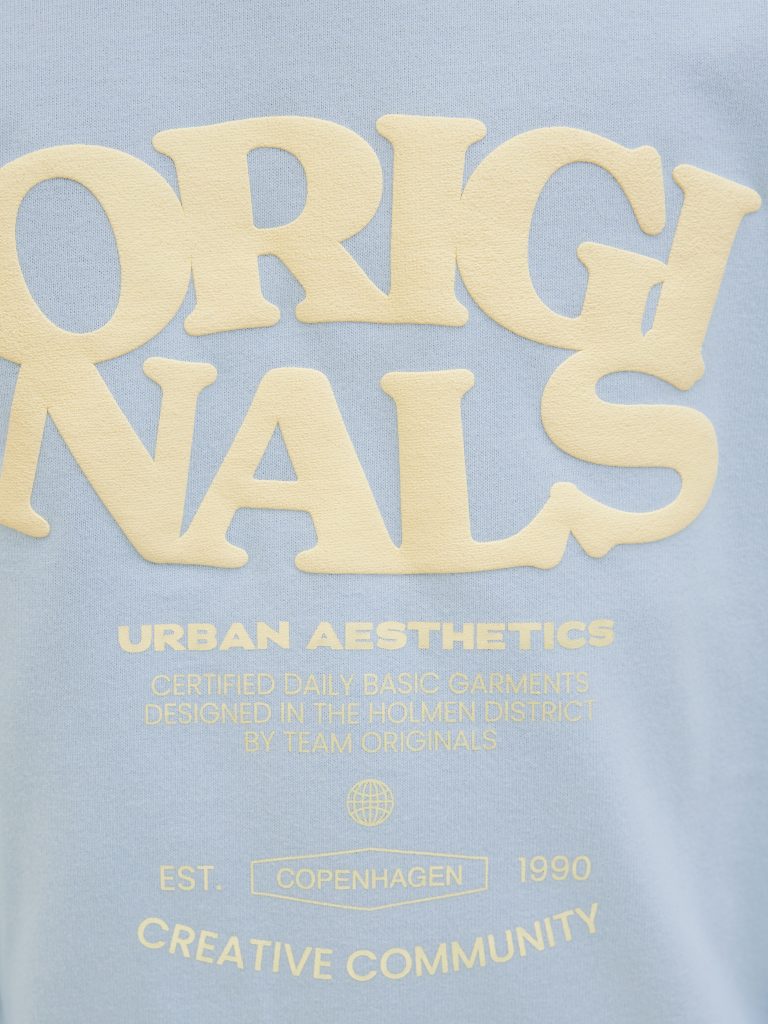 ORIGI
NALS
URBAN AESTHETICS
CERTIFIED DAILY BASIC GARMENTS
DESIGNED IN THE HOLMEN DISTRICT
BY TEAM ORIGINALS
EST. COPENHAGEN 1990
CREATIVE COMMUNITY